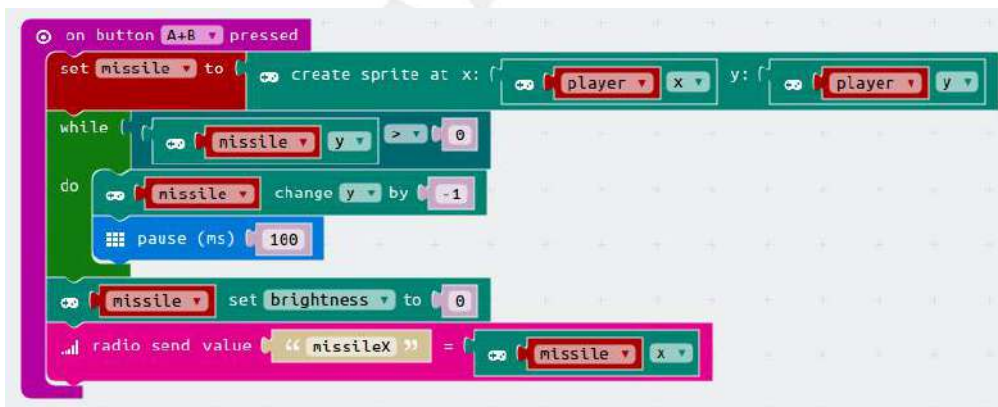 on button A+B pressed
set missile to create sprite at x: player x y: player y
while missile y > 0
do missile change y by -1
pause (ms) 100
missile set brightness to 0
radio send value “ missileX ” = missile x